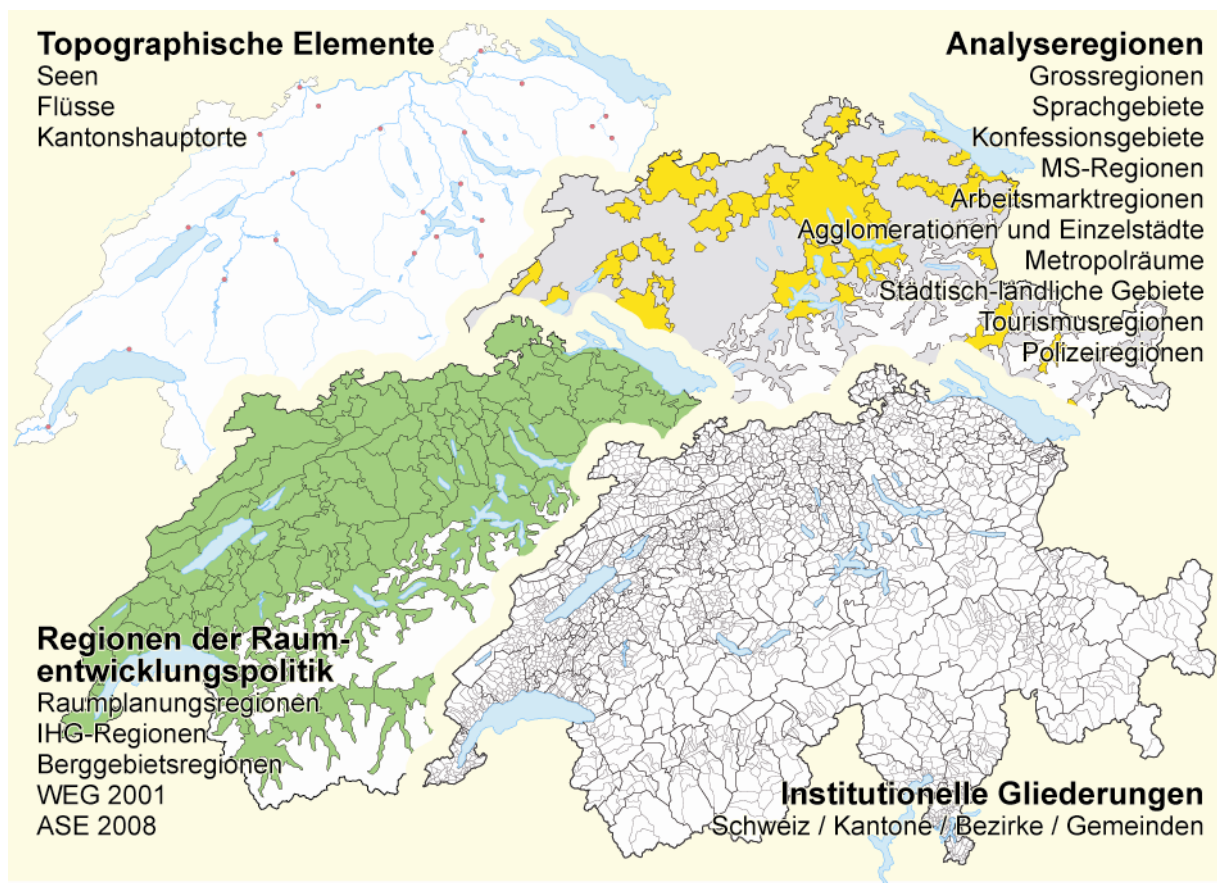 Topographische Elemente
Seen
Flüsse
Kantonshauptorte
Analyseregionen
Grossregionen
Sprachgebiete
Konfessionsgebiete
MS-Regionen
Arbeitsmarktregionen
Agglomerationen und Einzelstädte
Metropolräume
Städtisch-ländliche Gebiete
Tourismusregionen
Polizeiregionen
Regionen der Raum-
entwicklungspolitik
Raumplanungsregionen
IHG-Regionen
Berggebietsregionen
WEG 2001
ASE 2008
Institutionelle Gliederungen
Schweiz / Kantone / Bezirke / Gemeinden